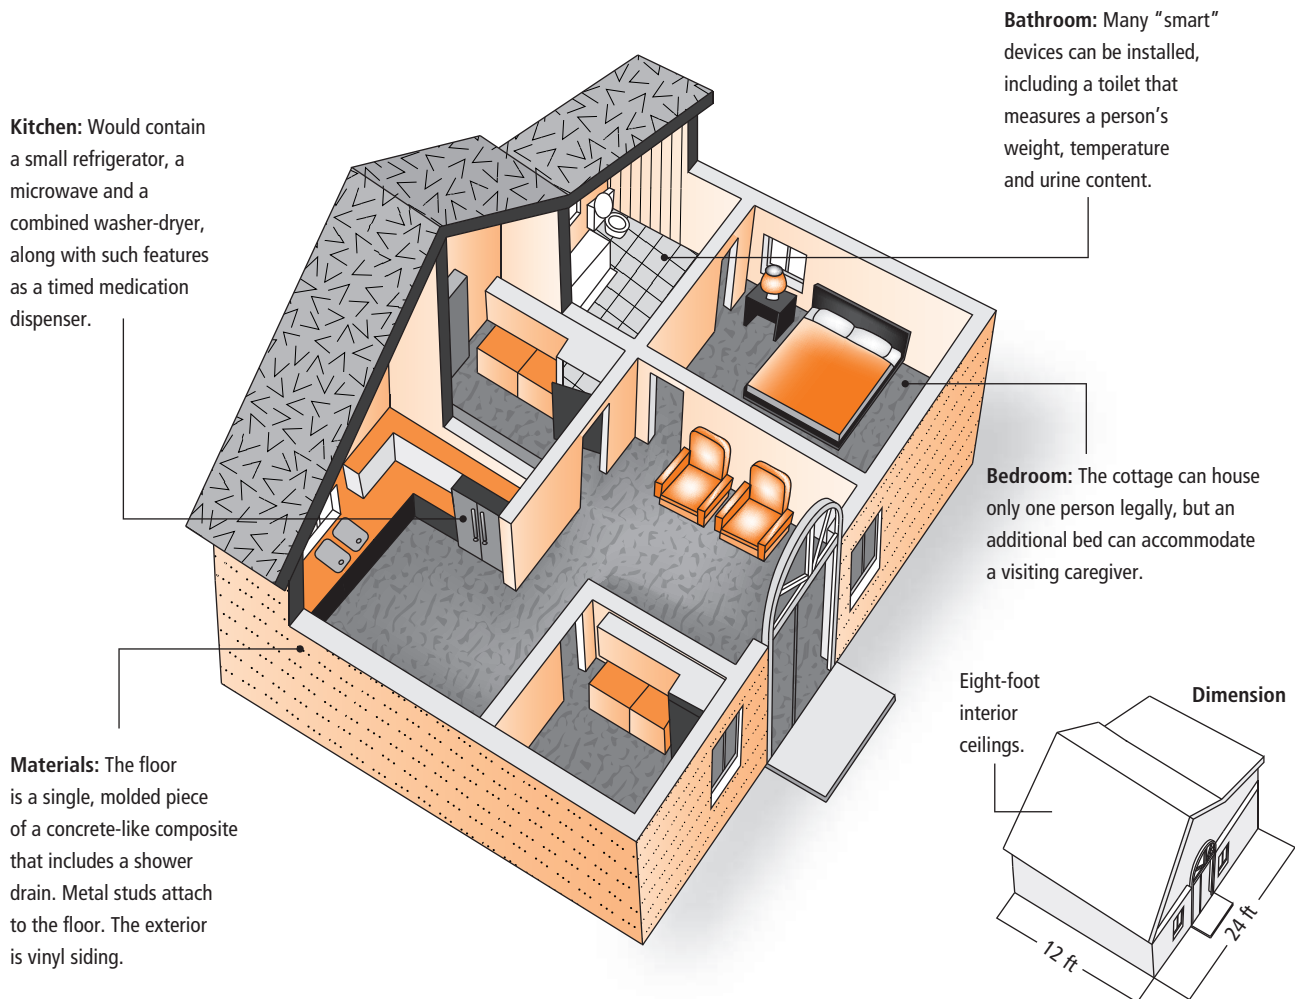 Bathroom: Many “smart”
devices can be installed,
including a toilet that
measures a person’s
weight, temperature
and urine content.
Kitchen: Would contain
a small refrigerator, a
microwave and a
combined washer-dryer,
along with such features
as a timed medication
dispenser.
Bedroom: The cottage can house
only one person legally, but an
additional bed can accommodate
a visiting caregiver.
Materials: The floor
is a single, molded piece
of a concrete-like composite
that includes a shower
drain. Metal studs attach
to the floor. The exterior
is vinyl siding.
Dimension
Eight-foot
interior
ceilings.
12 ft
24 ft